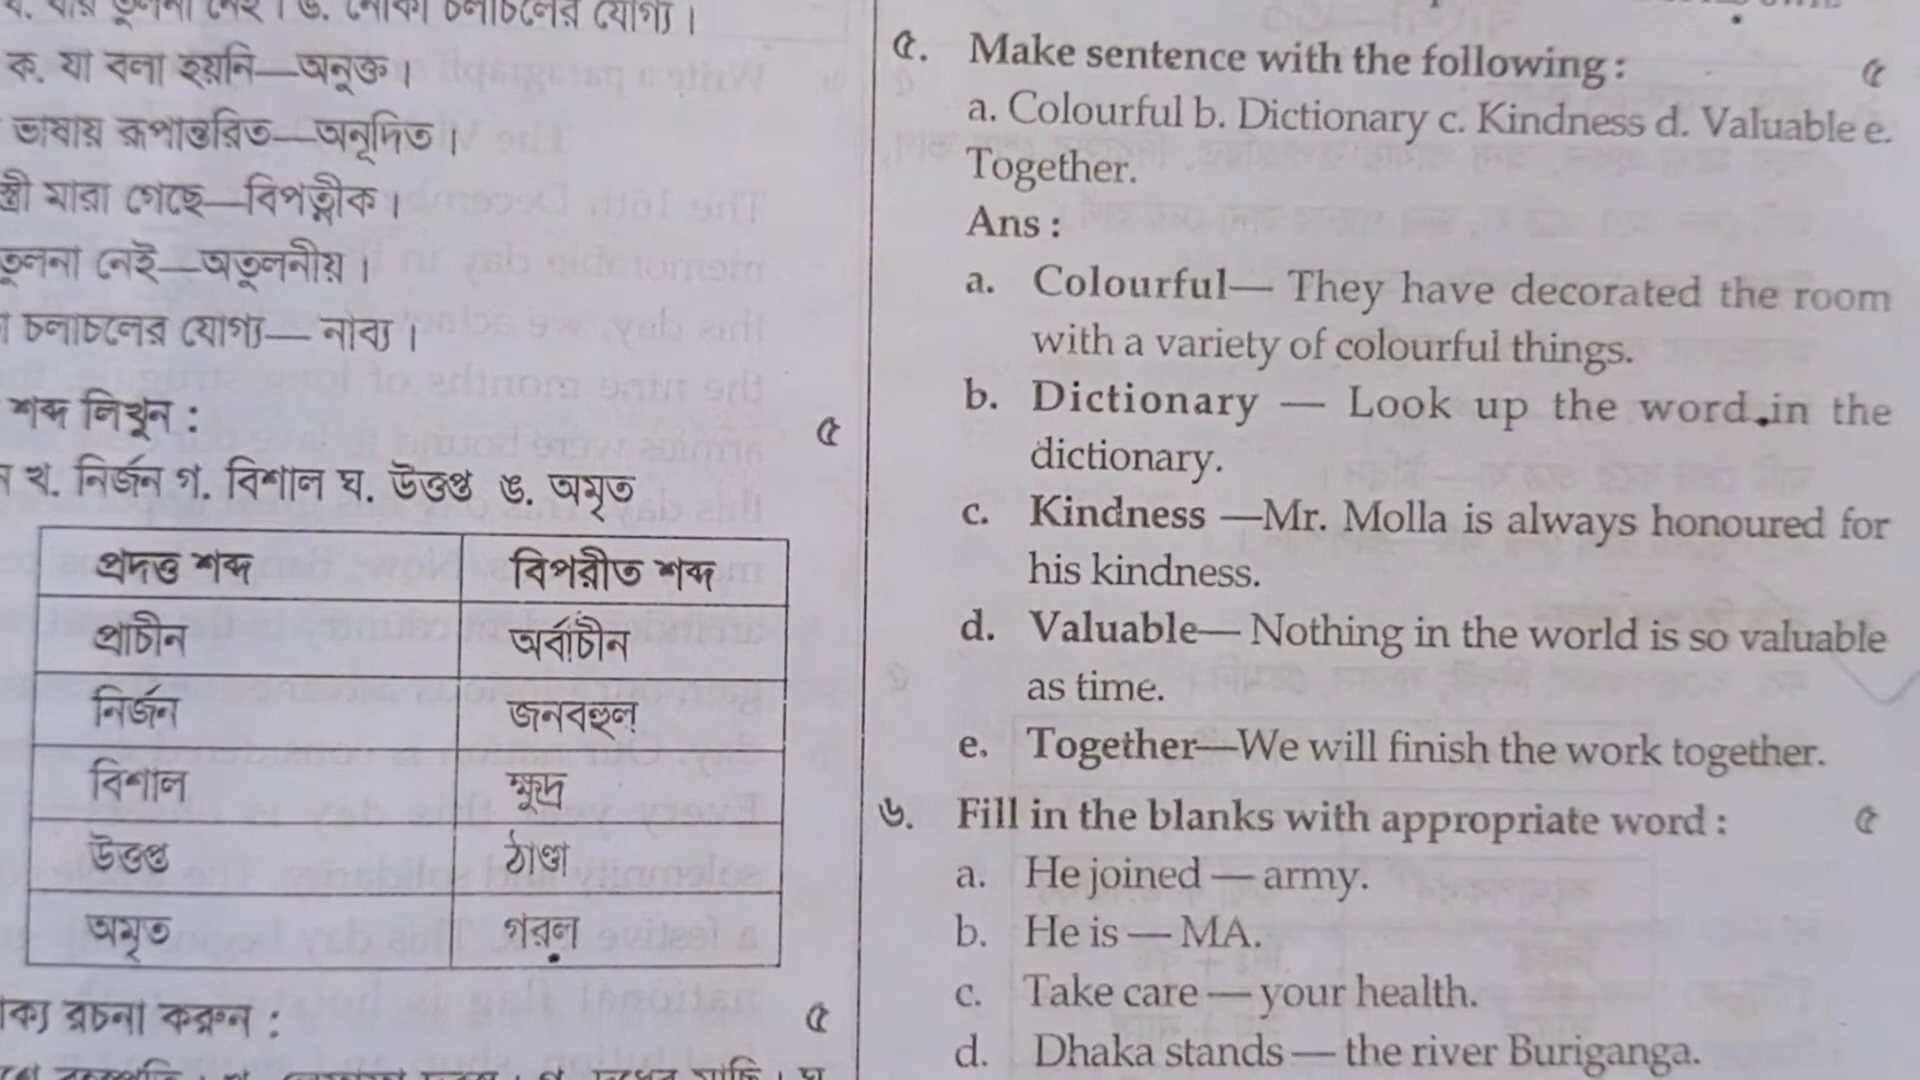 তুলনা নেই । ঙ. নৌকা চলাচলের যোগ্য ।
ক. যা বলা হয়নি—অনুক্ত ।
ভাষায় রূপান্তরিত—অনূদিত ।
স্ত্রী মারা গেছে—বিপত্নীক ।
তুলনা নেই—অতুলনীয় ।
চলাচলের যোগ্য— নাব্য ।
শব্দ লিখুন : ৫
খ. নির্জন গ. বিশাল ঘ. উত্তপ্ত ঙ. অমৃত
প্রদত্ত শব্দ বিপরীত শব্দ
প্রাচীন অর্বাচীন
নির্জন জনবহুল
বিশাল ক্ষুদ্র
উত্তপ্ত ঠাণ্ডা
অমৃত গরল
রচনা করুন : ৫
৫. Make sentence with the following : ৫
a. Colourful b. Dictionary c. Kindness d. Valuable e.
Together.
Ans :
a. Colourful— They have decorated the room
with a variety of colourful things.
b. Dictionary — Look up the word in the
dictionary.
c. Kindness —Mr. Molla is always honoured for
his kindness.
d. Valuable— Nothing in the world is so valuable
as time.
e. Together—We will finish the work together.
৬. Fill in the blanks with appropriate word : ৫
a. He joined — army.
b. He is — MA.
c. Take care — your health.
d. Dhaka stands — the river Buriganga.